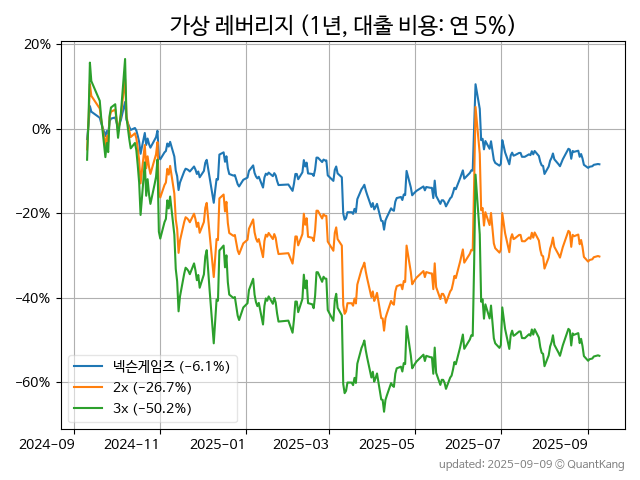 가상 레버리지 (1년, 대출 비용: 연 5%)
20%
0%
−20%
−40%
−60%
넥슨게임즈 (−6.1%)
2x (−26.7%)
3x (−50.2%)
2024−09 2024−11 2025−01 2025−03 2025−05 2025−07 2025−09
updated: 2025−09−09 © QuantKang